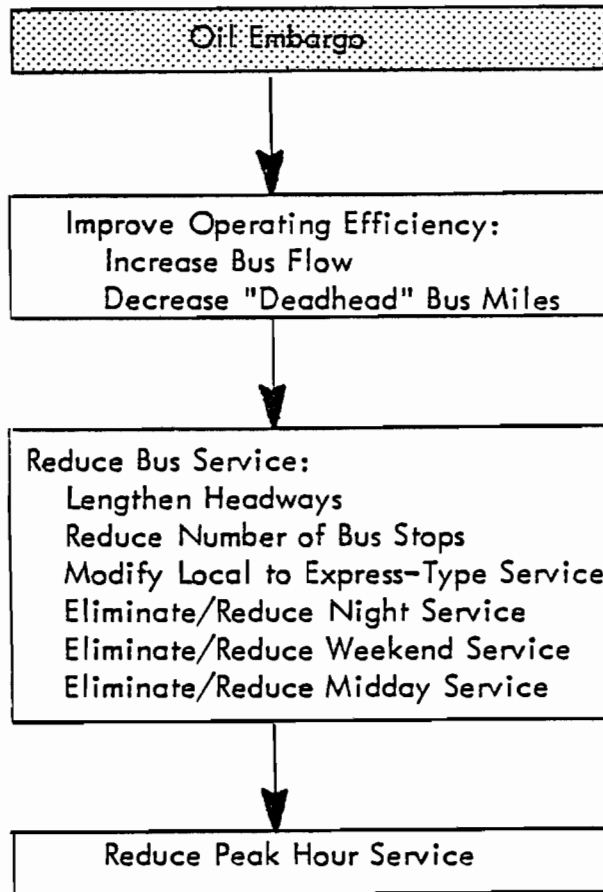 Oil Embargo
Improve Operating Efficiency:
Increase Bus Flow
Decrease "Deadhead" Bus Miles
Reduce Bus Service:
Lengthen Headways
Reduce Number of Bus Stops
Modify Local to Express-Type Service
Eliminate/Reduce Night Service
Eliminate/Reduce Weekend Service
Eliminate/Reduce Midday Service
Reduce Peak Hour Service